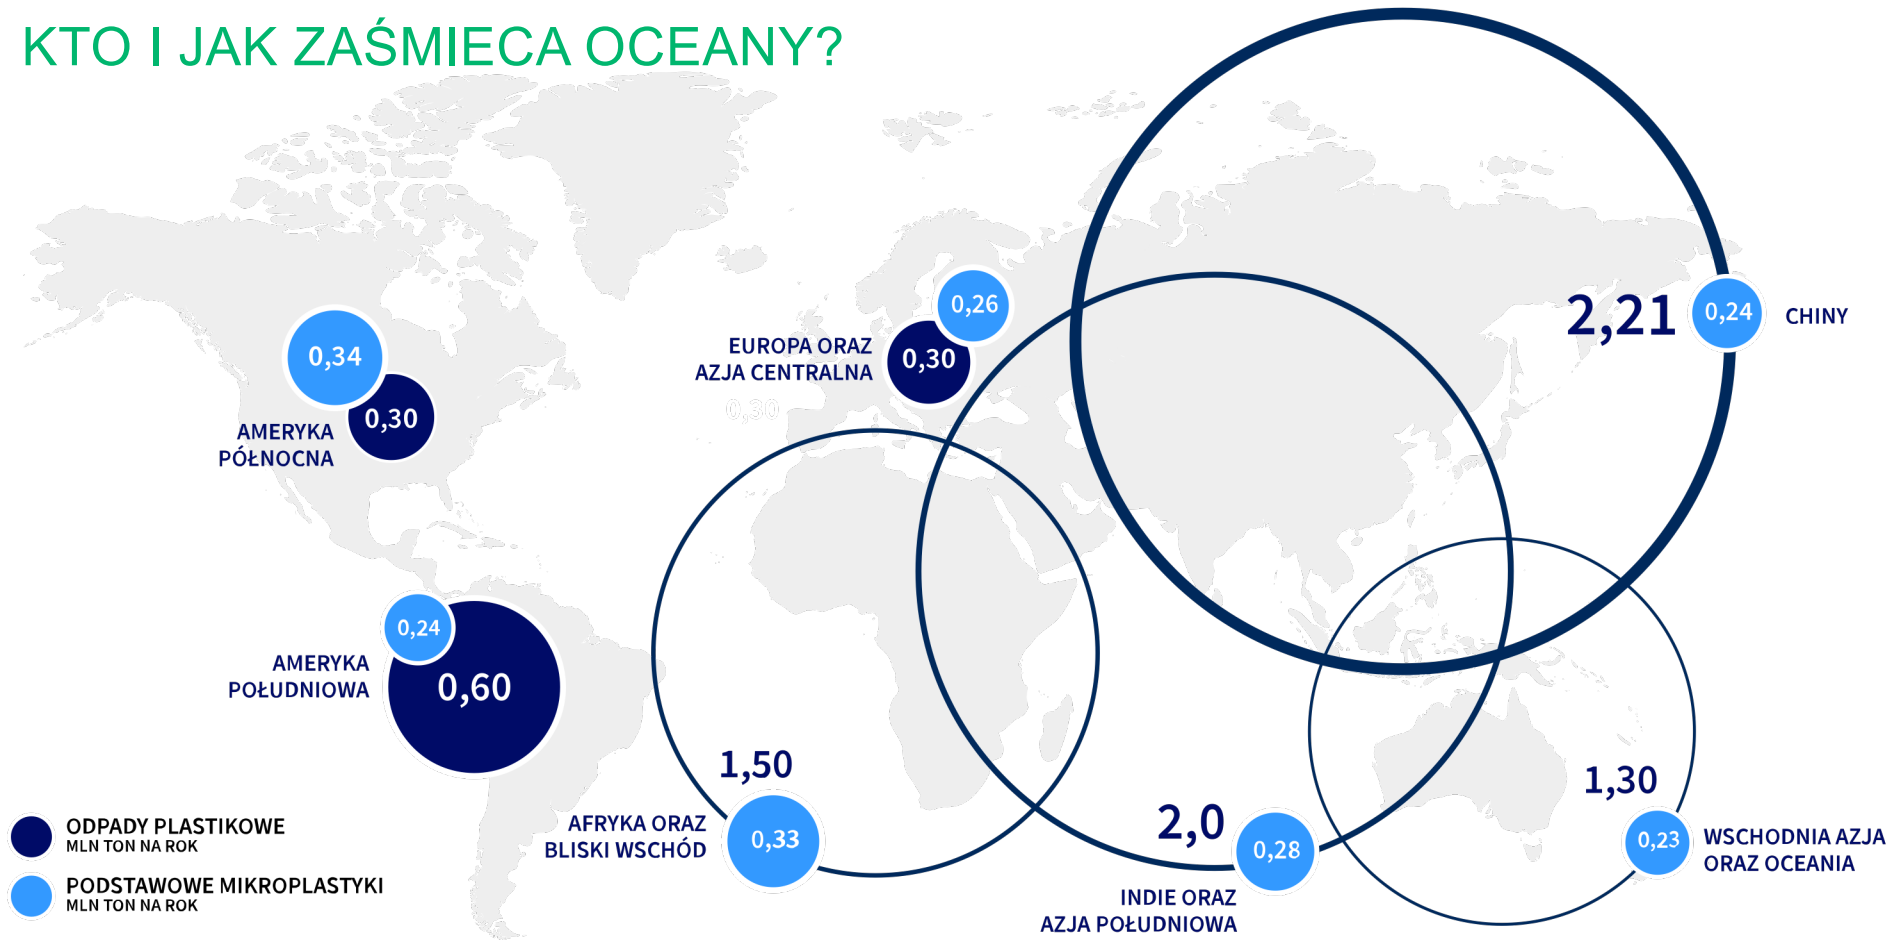 KTO I JAK ZAŚMIECA OCEANY?
2,21
0,24
CHINY
0,26
EUROPA ORAZ
AZJA CENTRALNA
0,30
0,30
0,34
0,30
AMERYKA
PÓŁNOCNA
0,24
AMERYKA
POŁUDNIOWA
0,60
1,50
AFRYKA ORAZ
BLISKI WSCHÓD
0,33
2,0
0,28
INDIE ORAZ
AZJA POŁUDNIOWA
1,30
0,23
WSCHODNIA AZJA
ORAZ OCEANIA
ODPADY PLASTIKOWE
MLN TON NA ROK
PODSTAWOWE MIKROPLASTYKI
MLN TON NA ROK